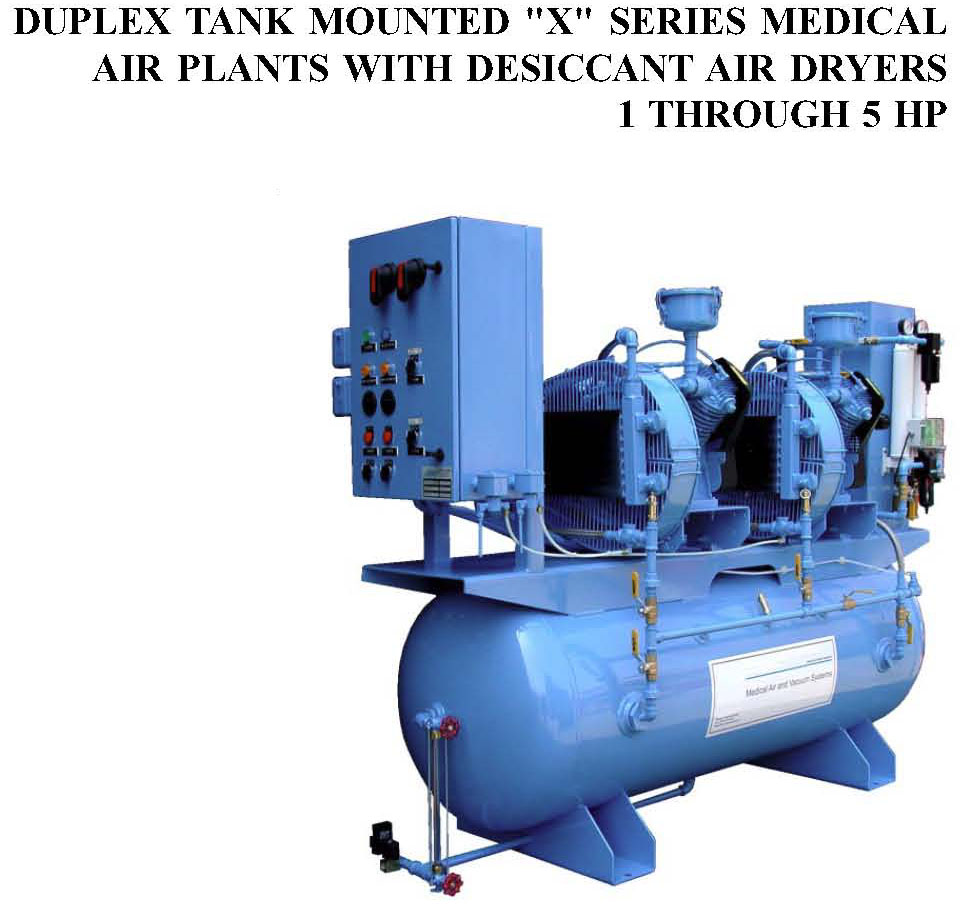 DUPLEX TANK MOUNTED "X" SERIES MEDICAL
AIR PLANTS WITH DESICCANT AIR DRYERS
1 THROUGH 5 HP
Medical Air and Vacuum Systems